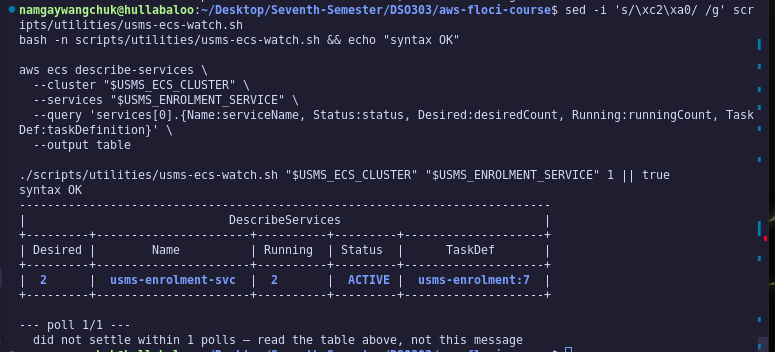 namgaywangchuk@hullabaloo:~/Desktop/Seventh-Semester/DSO303/aws-floci-course$ sed -i 's/\xc2\xa0/ /g' scr
ipts/utilities/usms-ecs-watch.sh
bash -n scripts/utilities/usms-ecs-watch.sh && echo "syntax OK"

aws ecs describe-services \
  --cluster "$USMS_ECS_CLUSTER" \
  --services "$USMS_ENROLMENT_SERVICE" \
  --query 'services[0].{Name:serviceName, Status:status, Desired:desiredCount, Running:runningCount, Task
Def:taskDefinition}' \
  --output table

./scripts/utilities/usms-ecs-watch.sh "$USMS_ECS_CLUSTER" "$USMS_ENROLMENT_SERVICE" 1 || true
syntax OK
-------------------------------------------------------------------------------
|                              DescribeServices                               |
+---------+----------------------+----------+---------+----------------------+
| Desired |         Name         | Running  | Status  |       TaskDef        |
+---------+----------------------+----------+---------+----------------------+
|  2      |  usms-enrolment-svc  |  2       |  ACTIVE |  usms-enrolment:7    |
+---------+----------------------+----------+---------+----------------------+

--- poll 1/1 ---
  did not settle within 1 polls — read the table above, not this message